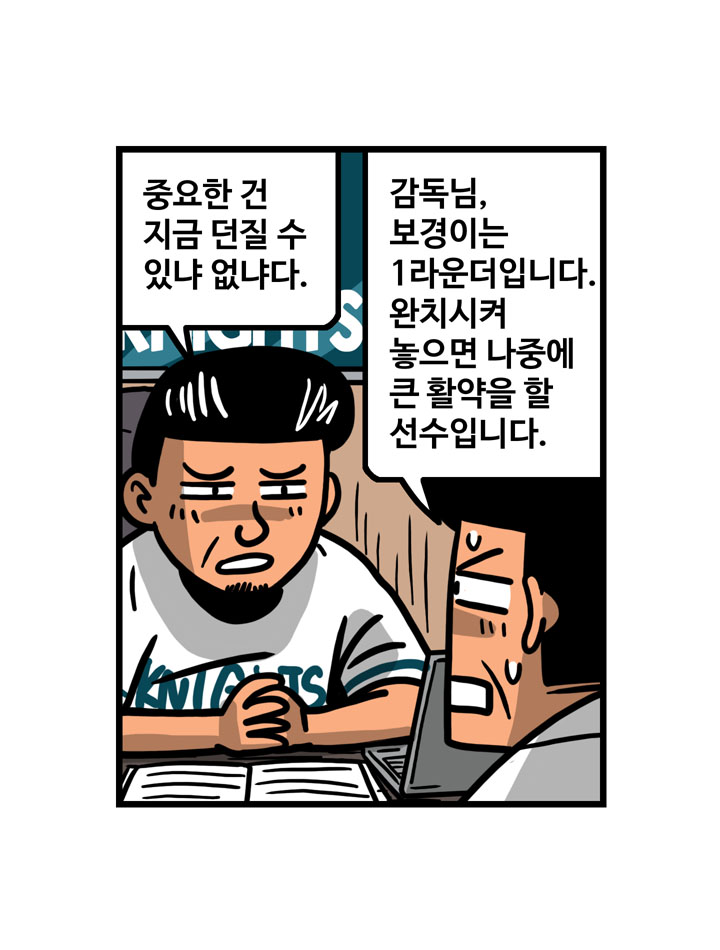 중요한 건
지금 던질 수
있냐 없냐다.
감독님,
보경이는
1라운더입니다.
완치시켜
놓으면 나중에
큰 활약을 할
선수입니다.
KNIGHTS
KNIGHTS